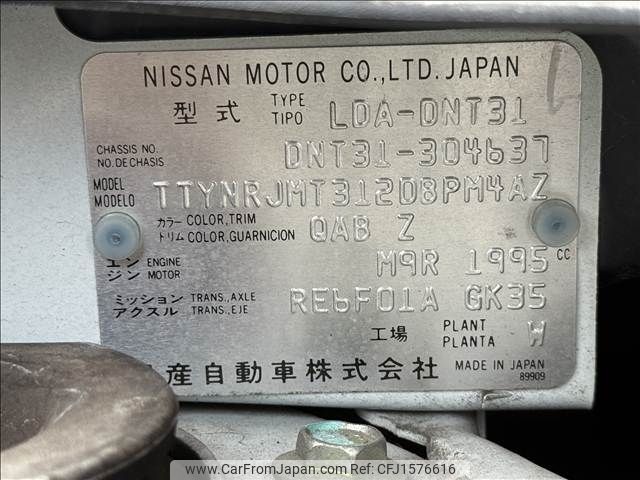 NISSAN MOTOR CO.,LTD. JAPAN
型式 TYPE TIPO LDA-DNT31
CHASSIS NO. NO. DE CHASIS DNT31-304637
MODEL MODELO TTYNRJMT312D8PM4AZ
カラー COLOR,TRIM トリム COLOR,GUARNICION QAB Z
エンジン ENGINE MOTOR M9R 1995 CC
ミッション アクスル TRANS.,AXLE TRANS.,EJE RE6F01A GK35
工場 PLANT PLANTA W
産自動車株式会社 MADE IN JAPAN
89909
www.CarFromJapan.com | Ref. No: CFJ1576616